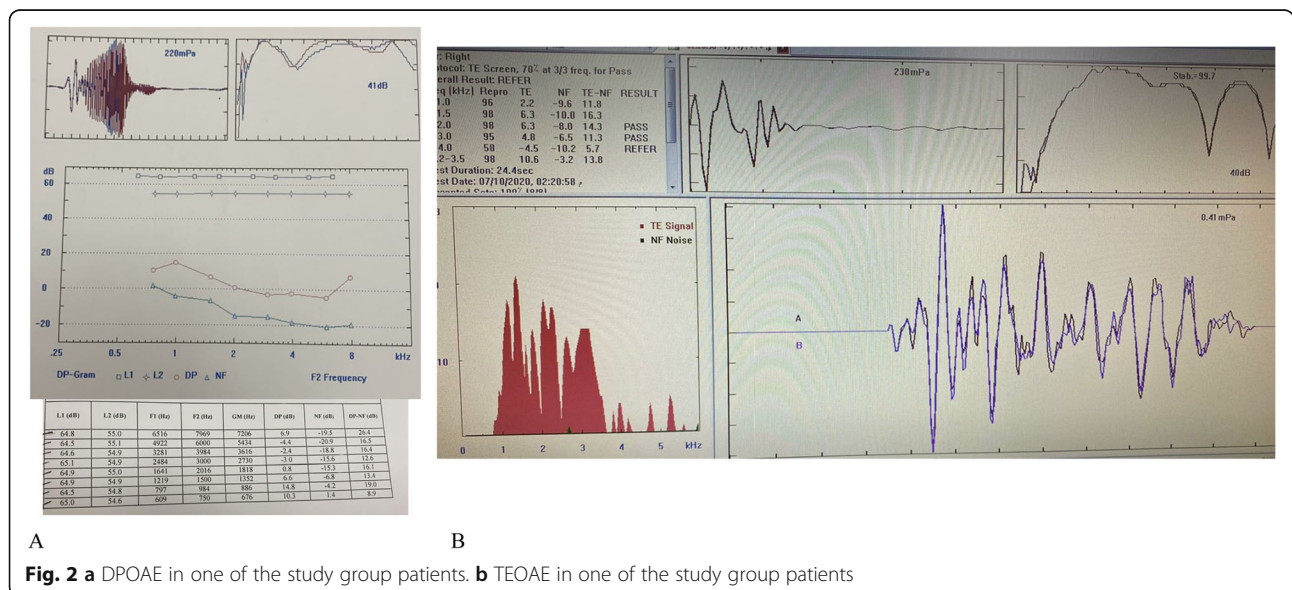 220mPa
41dB
dB
60
40
20
0
-20
.25 0.5 1 2 4 8 kHz
DP-Gram L1 L2 DP NF F2 Frequency
L1 (dB) L2 (dB) F1 (Hz) F2 (Hz) GM (Hz) DP (dB) NF (dB) DP-NF (dB)
64.8 55.0 6516 7969 7206 6.9 -19.5 26.4
64.5 55.1 4922 6000 5434 -4.4 -20.9 16.5
64.6 54.9 3281 3984 3616 -2.4 -18.8 16.4
65.1 54.9 2484 3000 2730 -3.0 -15.6 12.6
64.9 55.0 1641 2016 1818 0.8 -15.3 16.1
64.9 54.9 1219 1500 1352 6.6 -6.8 13.4
64.5 54.8 797 984 886 14.8 -4.2 19.0
65.0 54.6 609 750 676 10.3 1.4 8.9
A
: Right
tocol: TE Screen, 70% at 3/3 freq. for Pass
erall Result: REFER
eq (kHz) Repro TE NF TE-NF RESULT
1.0 96 2.2 -9.6 11.8
1.5 98 6.3 -10.0 16.3
2.0 98 6.3 -8.0 14.3 PASS
3.0 95 4.8 -6.5 11.3 PASS
4.0 58 -4.5 -10.2 5.7 REFER
.2-3.5 98 10.6 -3.2 13.8
est Duration: 24.4sec
est Date: 07/10/2020, 02:20:58
230mPa
Stab.=99.7
40dB
TE Signal
NF Noise
10
0 1 2 3 4 5 kHz
0.41 mPa
A
B
B
Fig. 2 a DPOAE in one of the study group patients. b TEOAE in one of the study group patients